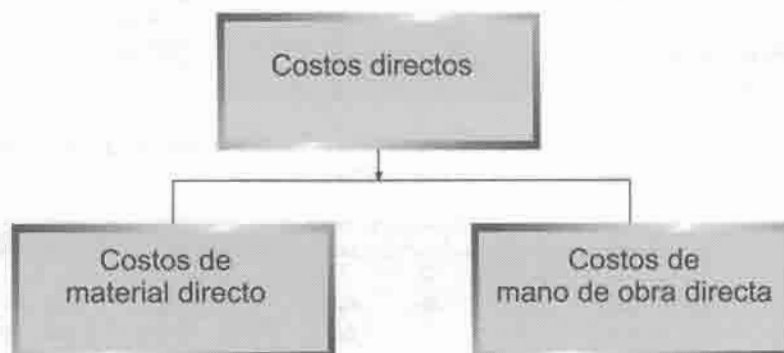 Costos directos
Costos de
material directo
Costos de
mano de obra directa